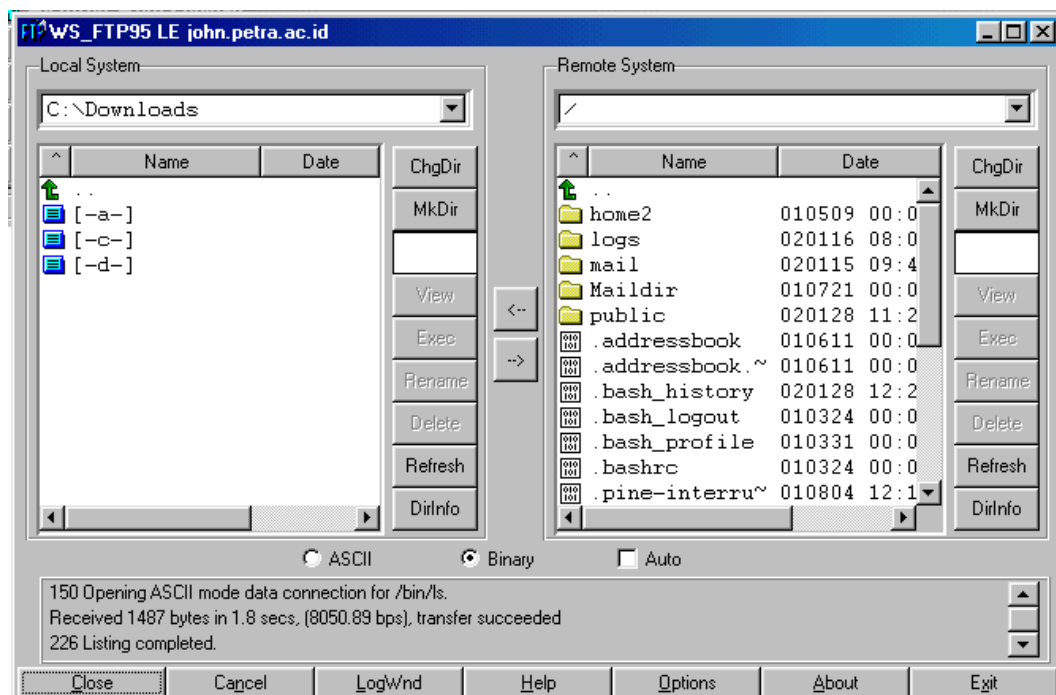 WS_FTP95 LE john.petra.ac.id
Local System
C:\Downloads
^ Name Date
..
[-a-]
[-c-]
[-d-]
ChgDir
MkDir
View
Exec
Rename
Delete
Refresh
DirInfo
<--
-->
Remote System
/
^ Name Date
..
home2 010509 00:0
logs 020116 08:0
mail 020115 09:4
Maildir 010721 00:0
public 020128 11:2
.addressbook 010611 00:0
.addressbook.~ 010611 00:0
.bash_history 020128 12:2
.bash_logout 010324 00:0
.bash_profile 010331 00:0
.bashrc 010324 00:0
.pine-interru~ 010804 12:1
ChgDir
MkDir
View
Exec
Rename
Delete
Refresh
DirInfo
ASCII Binary Auto
150 Opening ASCII mode data connection for /bin/ls.
Received 1487 bytes in 1.8 secs, (8050.89 bps), transfer succeeded
226 Listing completed.
Close Cancel LogWnd Help Options About Exit